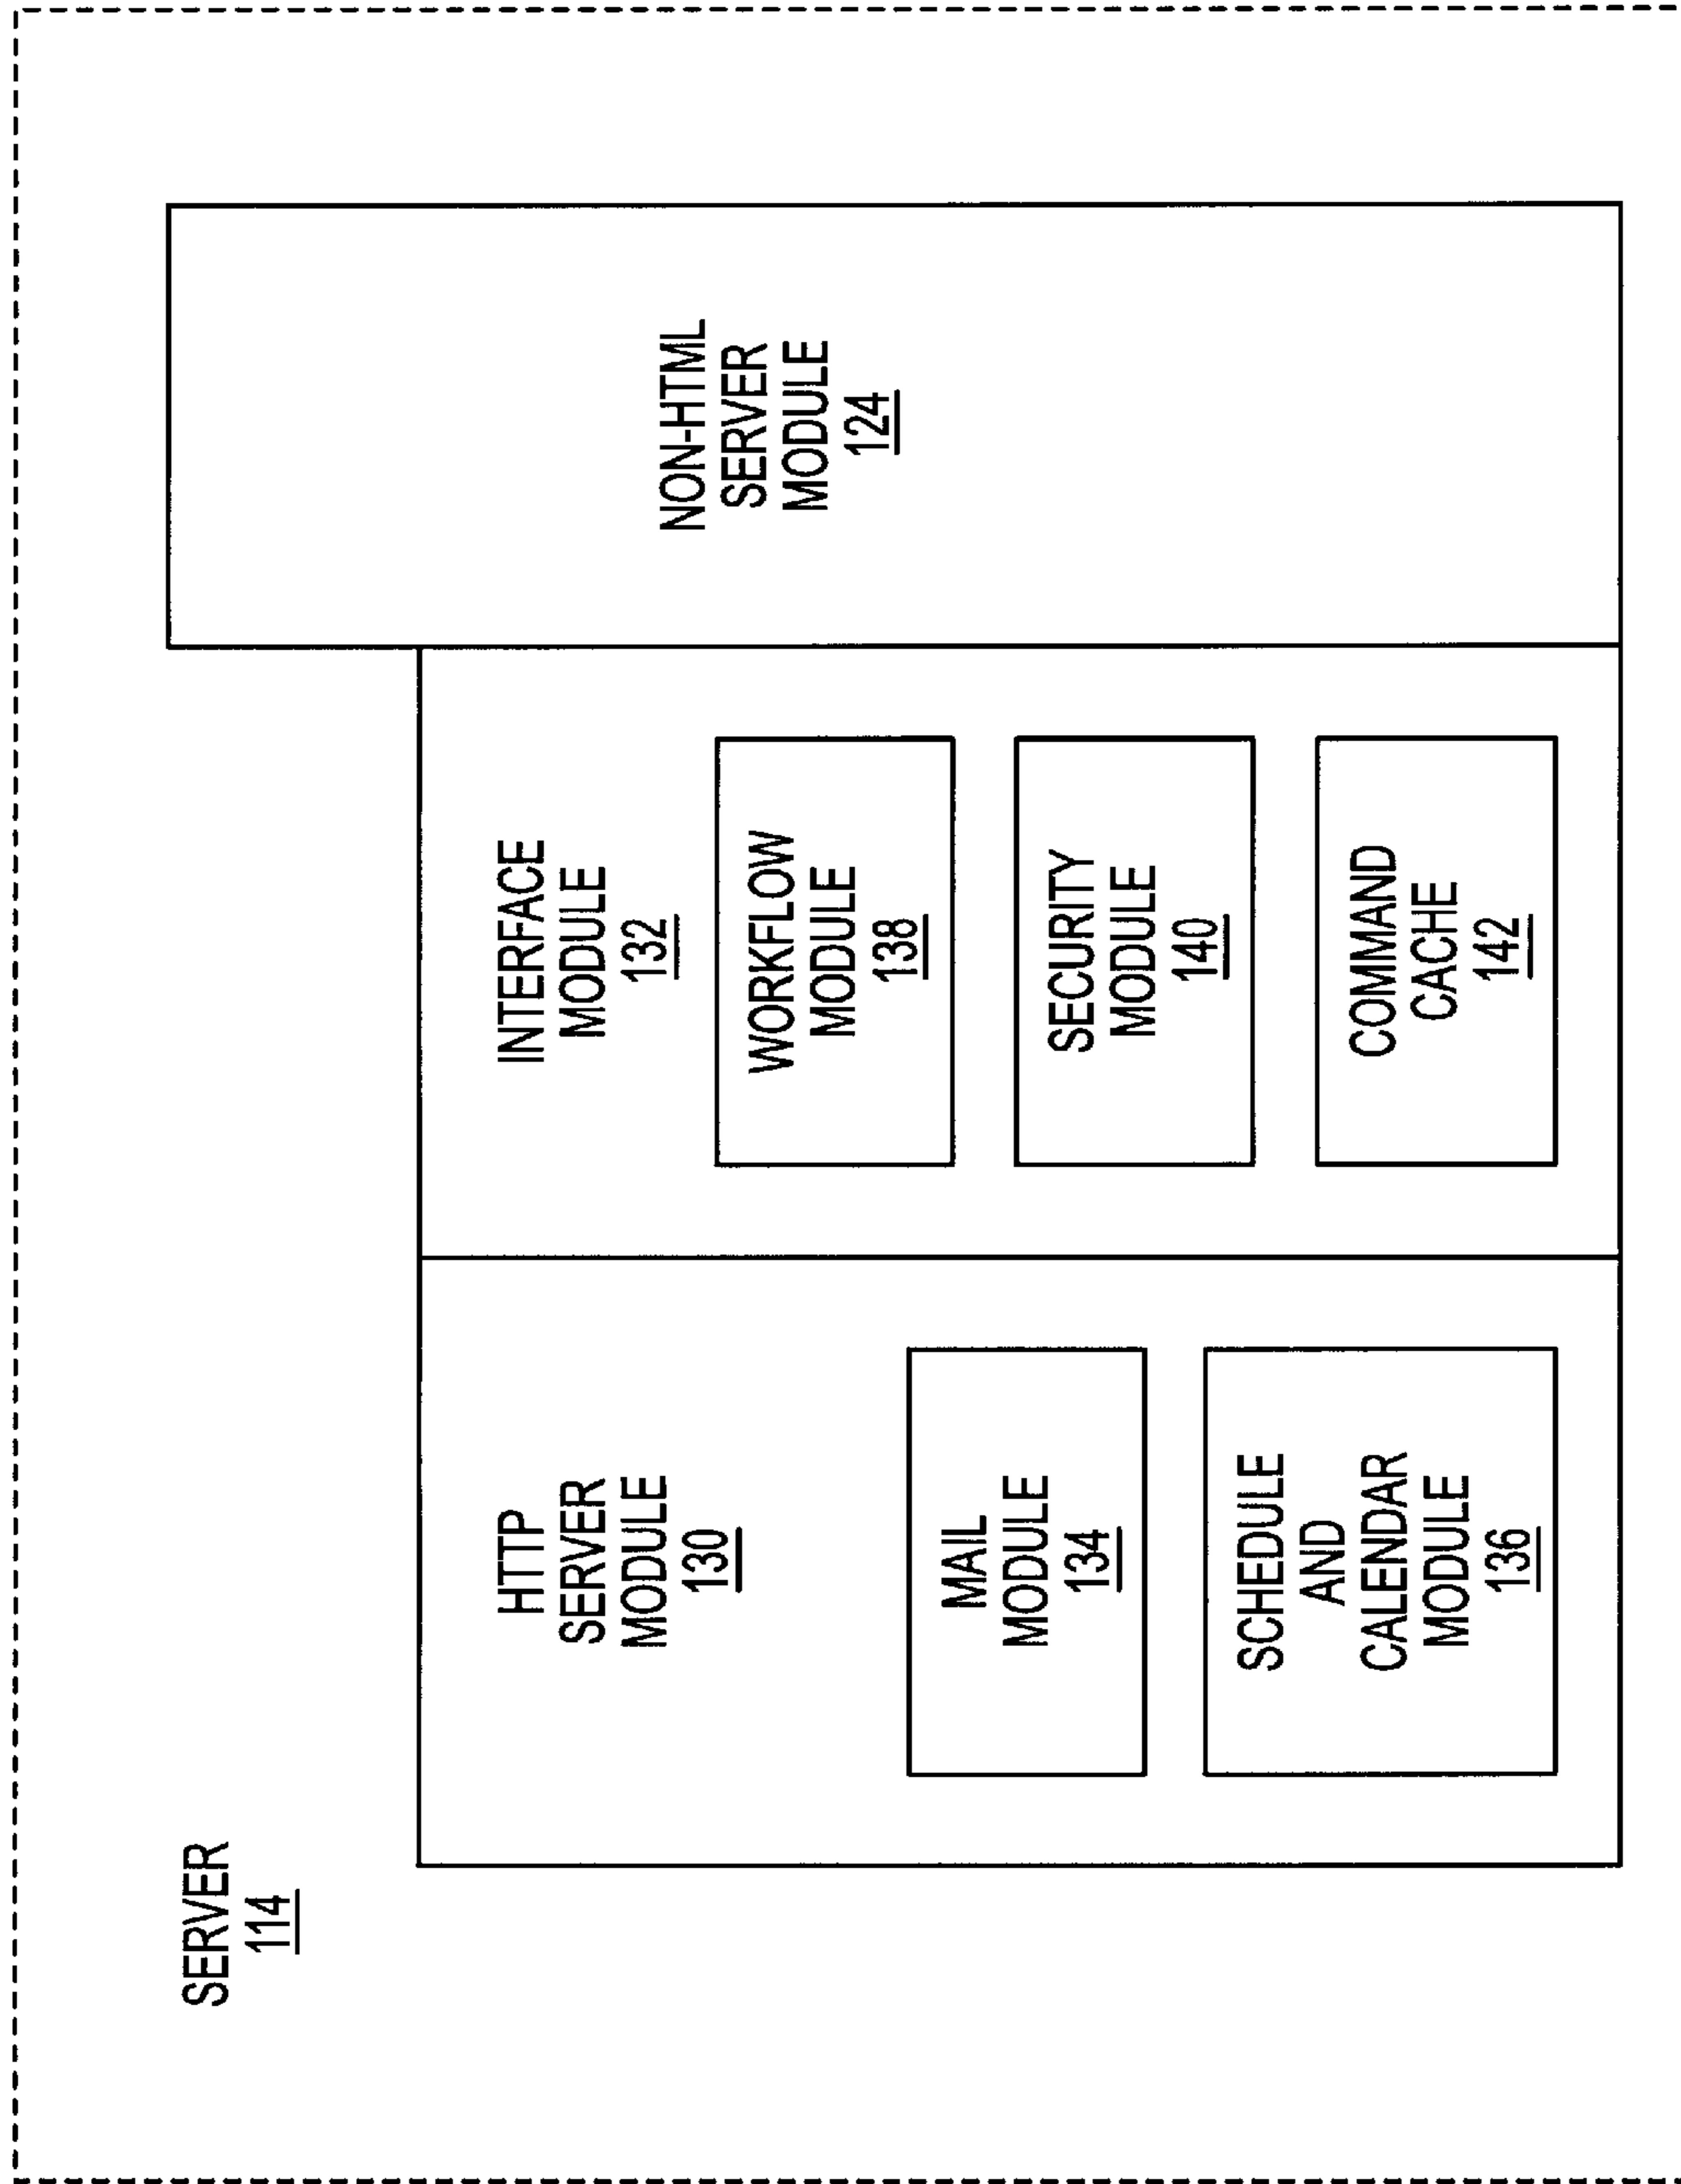 SERVER
114
HTTP
SERVER
MODULE
130
MAIL
MODULE
134
SCHEDULE
AND
CALENDAR
MODULE
136
INTERFACE
MODULE
132
WORKFLOW
MODULE
138
SECURITY
MODULE
140
COMMAND
CACHE
142
NON-HTML
SERVER
MODULE
124